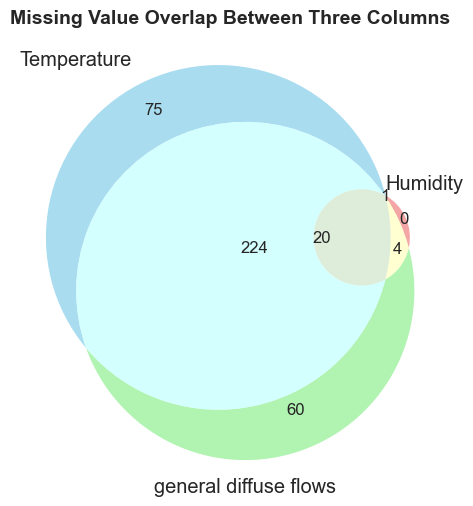 Missing Value Overlap Between Three Columns
Temperature
75
Humidity
1
0
20
4
224
60
general diffuse flows